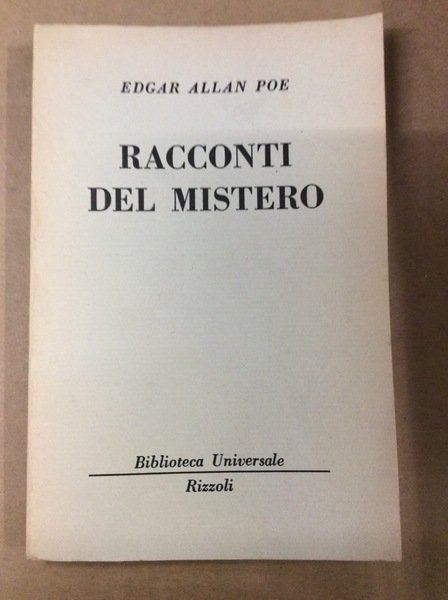 EDGAR ALLAN POE
RACCONTI
DEL MISTERO
Biblioteca Universale
Rizzoli